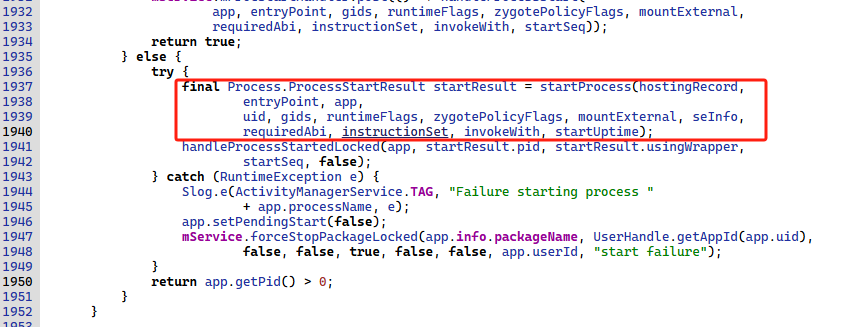 1932 app, entryPoint, gids, runtimeFlags, zygotePolicyFlags, mountExternal,
1933 requiredAbi, instructionSet, invokeWith, startSeq));
1934 return true;
1935 } else {
1936 try {
1937 final Process.ProcessStartResult startResult = startProcess(hostingRecord,
1938 entryPoint, app,
1939 uid, gids, runtimeFlags, zygotePolicyFlags, mountExternal, seInfo,
1940 requiredAbi, instructionSet, invokeWith, startUptime);
1941 handleProcessStartedLocked(app, startResult.pid, startResult.usingWrapper,
1942 startSeq, false);
1943 } catch (RuntimeException e) {
1944 Slog.e(ActivityManagerService.TAG, "Failure starting process "
1945 + app.processName, e);
1946 app.setPendingStart(false);
1947 mService.forceStopPackageLocked(app.info.packageName, UserHandle.getAppId(app.uid),
1948 false, false, true, false, false, app.userId, "start failure");
1949 }
1950 return app.getPid() > 0;
1951 }
1952 }